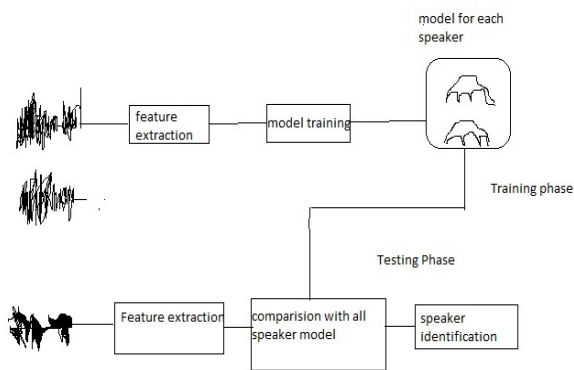 model for each
speaker
feature
extraction
model training
Training phase
Testing Phase
Feature extraction
comparision with all
speaker model
speaker
identification